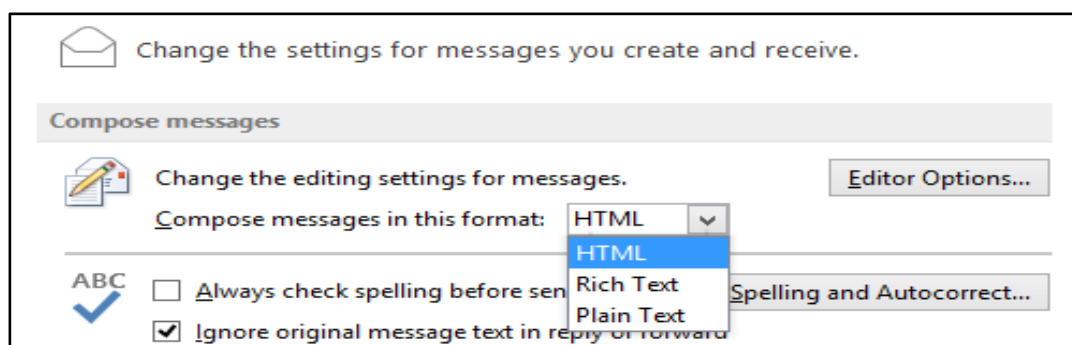 Change the settings for messages you create and receive.
Compose messages
Change the editing settings for messages. Editor Options...
Compose messages in this format: HTML
HTML
Rich Text
Plain Text
ABC
Always check spelling before sen Spelling and Autocorrect...
Ignore original message text in reply or forward